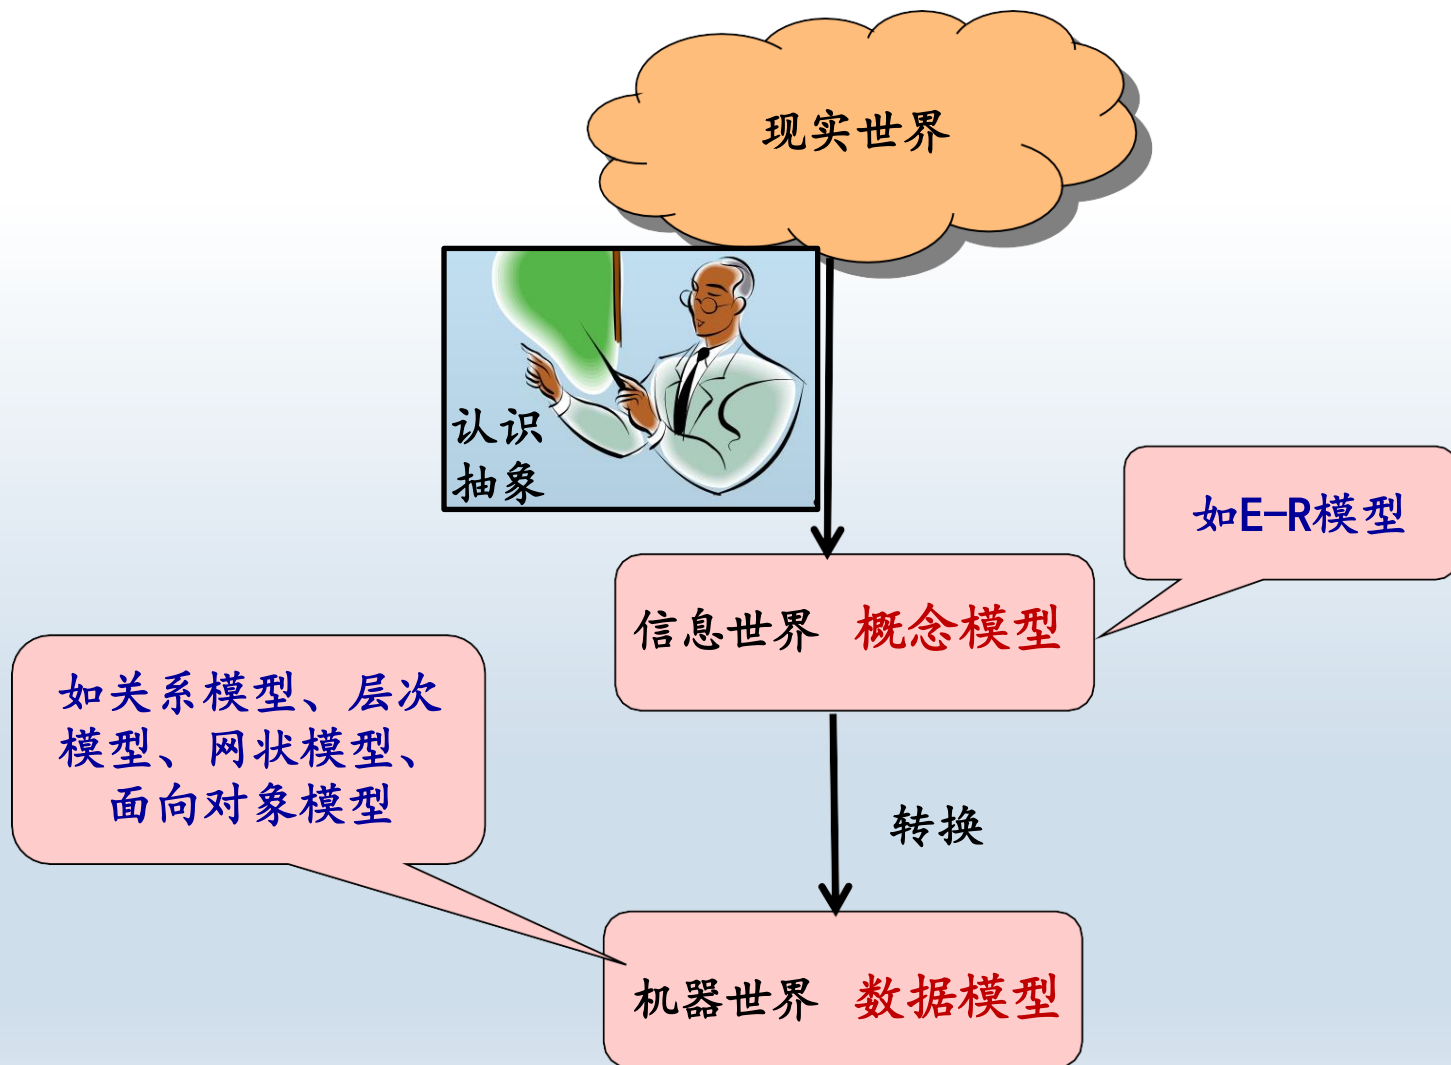 现实世界
认识
抽象
如E-R模型
信息世界 概念模型
如关系模型、层次
模型、网状模型、
面向对象模型
转换
机器世界 数据模型